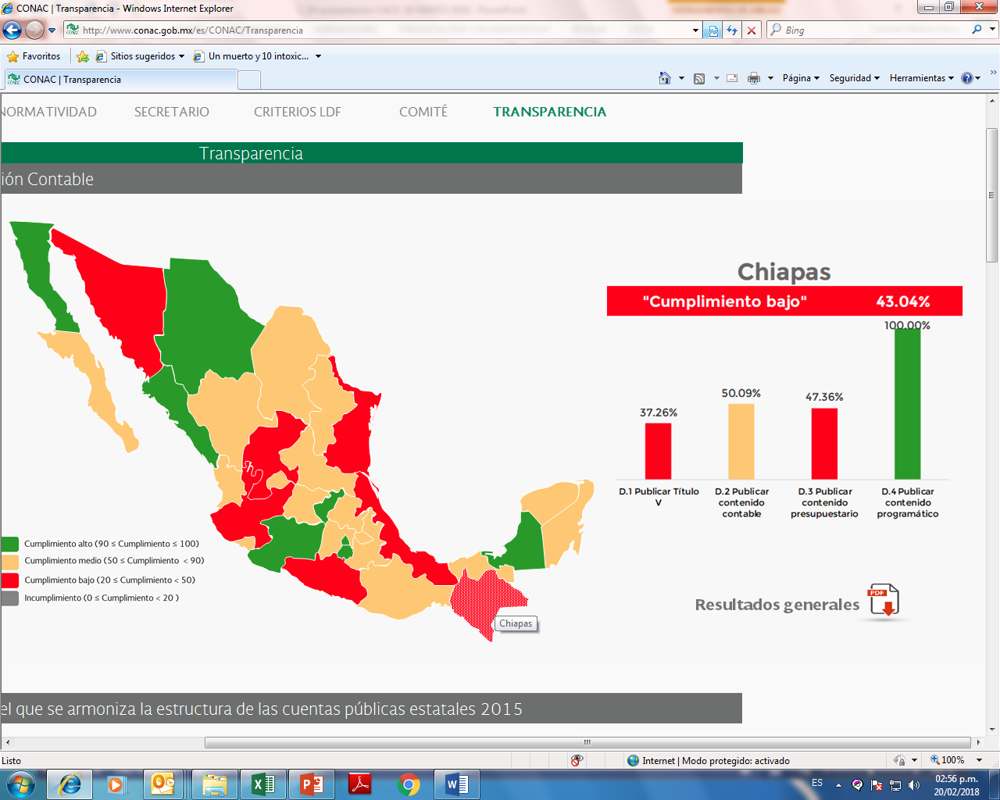 CONAC | Transparencia - Windows Internet Explorer
http://www.conac.gob.mx/es/CONAC/Transparencia
Bing
Favoritos
Sitios sugeridos
Un muerto y 10 intoxic...
CONAC | Transparencia
Página
Seguridad
Herramientas
»
NORMATIVIDAD
SECRETARIO
CRITERIOS LDF
COMITÉ
TRANSPARENCIA
Transparencia
ión Contable
Chiapas
"Cumplimiento bajo" 43.04%
100.00%
50.09%
47.36%
37.26%
D.1 Publicar Título
V
D.2 Publicar
contenido
contable
D.3 Publicar
contenido
presupuestario
D.4 Publicar
contenido
programático
Cumplimiento alto (90 ≤ Cumplimiento ≤ 100)
Cumplimiento medio (50 ≤ Cumplimiento < 90)
Cumplimiento bajo (20 ≤ Cumplimiento < 50)
Incumplimiento (0 ≤ Cumplimiento < 20 )
Chiapas
Resultados generales
PDF
el que se armoniza la estructura de las cuentas públicas estatales 2015
Listo
Internet | Modo protegido: activado
100%
ES
02:56 p.m.
20/02/2018